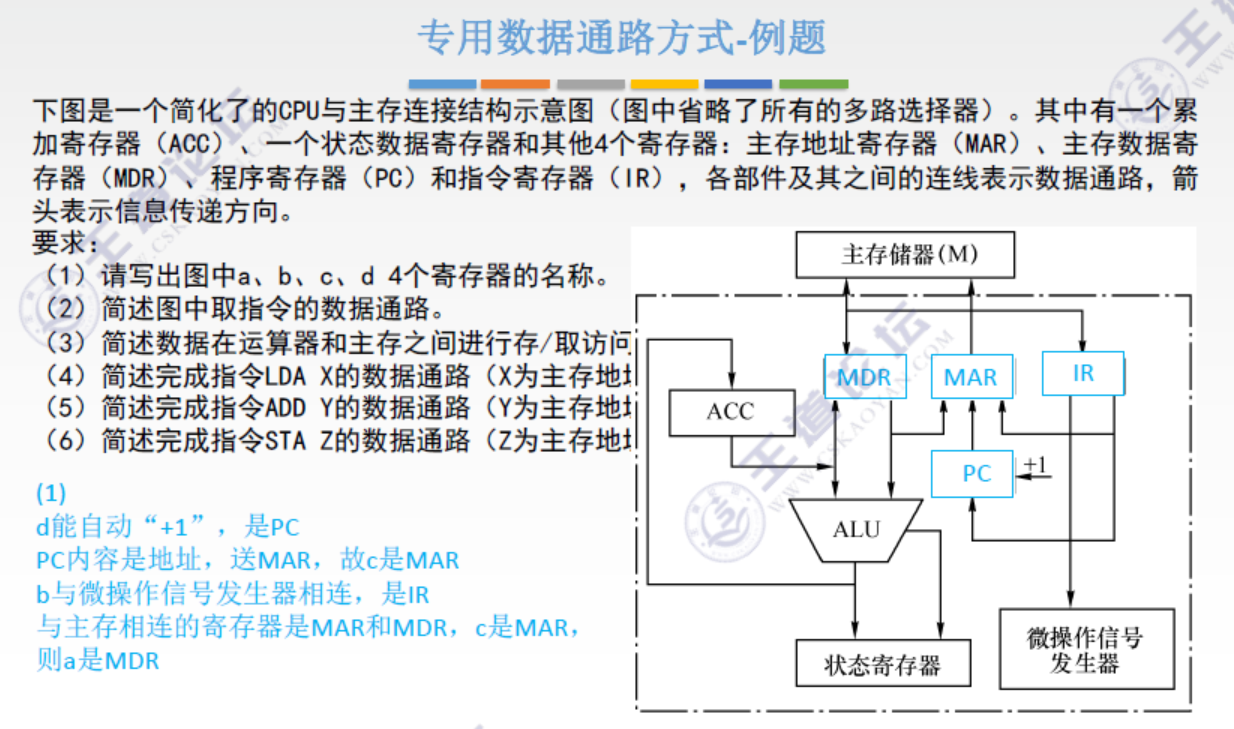 专用数据通路方式-例题
下图是一个简化了的CPU与主存连接结构示意图（图中省略了所有的多路选择器）。其中有一个累
加寄存器（ACC）、一个状态数据寄存器和其他4个寄存器：主存地址寄存器（MAR）、主存数据寄
存器（MDR）、程序寄存器（PC）和指令寄存器（IR），各部件及其之间的连线表示数据通路，箭
头表示信息传递方向。
要求：
（1）请写出图中a、b、c、d 4个寄存器的名称。
（2）简述图中取指令的数据通路。
（3）简述数据在运算器和主存之间进行存/取访问
（4）简述完成指令LDA X的数据通路（X为主存地
（5）简述完成指令ADD Y的数据通路（Y为主存地
（6）简述完成指令STA Z的数据通路（Z为主存地
(1)
d能自动“+1”，是PC
PC内容是地址，送MAR，故c是MAR
b与微操作信号发生器相连，是IR
与主存相连的寄存器是MAR和MDR，c是MAR，
则a是MDR
主存储器(M)
MDR
MAR
IR
ACC
PC
+1
ALU
状态寄存器
微操作信号
发生器
王道论坛
WWW.CSKAOYAN.COM